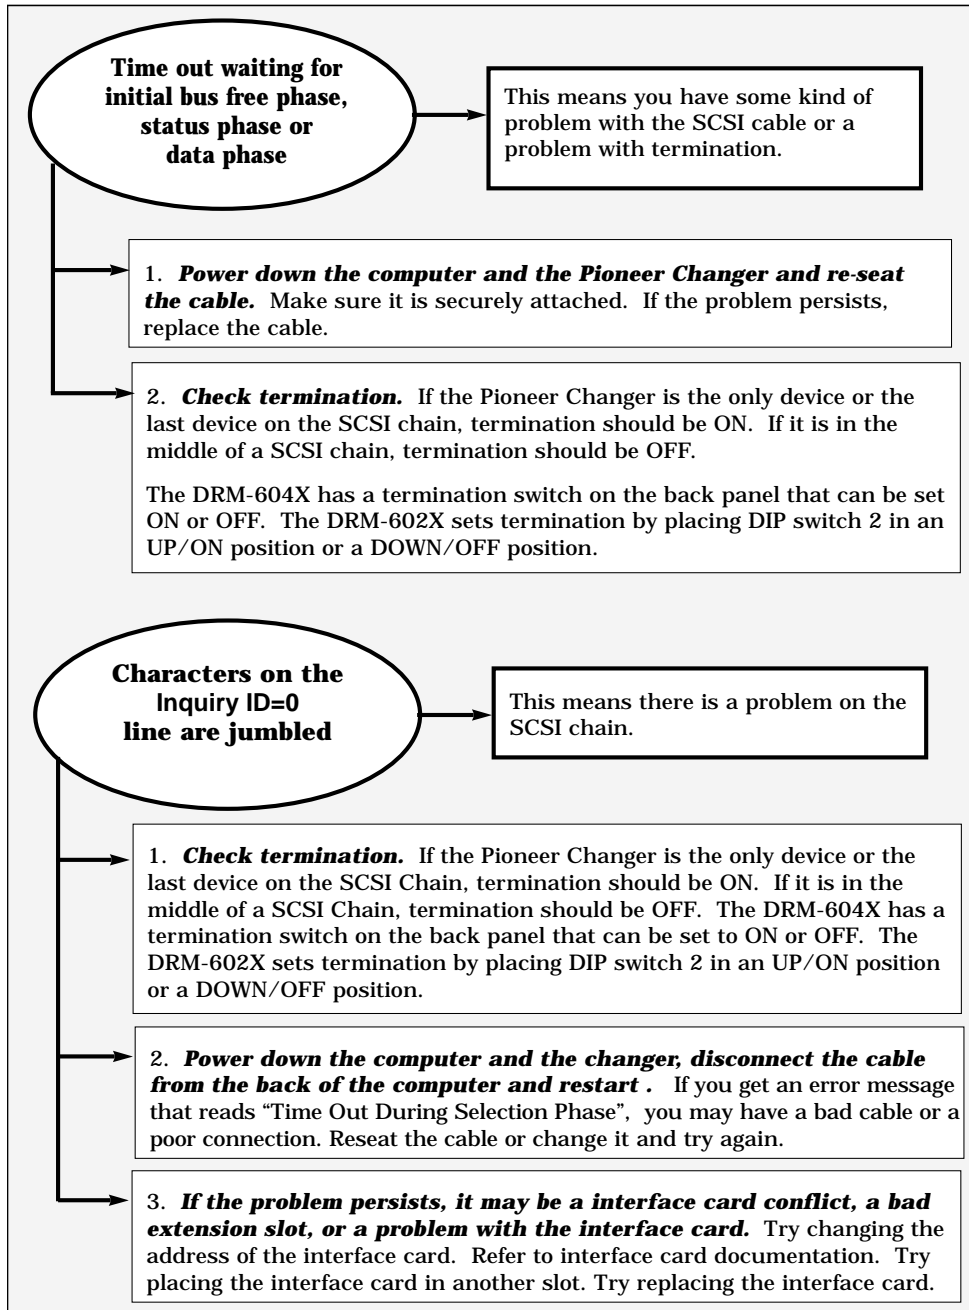 Time out waiting for
initial bus free phase,
status phase or
data phase
This means you have some kind of
problem with the SCSI cable or a
problem with termination.
1. Power down the computer and the Pioneer Changer and re-seat
the cable. Make sure it is securely attached. If the problem persists,
replace the cable.
2. Check termination. If the Pioneer Changer is the only device or the
last device on the SCSI chain, termination should be ON. If it is in the
middle of a SCSI chain, termination should be OFF.
The DRM-604X has a termination switch on the back panel that can be set
ON or OFF. The DRM-602X sets termination by placing DIP switch 2 in an
UP/ON position or a DOWN/OFF position.
Characters on the
Inquiry ID=0
line are jumbled
This means there is a problem on the
SCSI chain.
1. Check termination. If the Pioneer Changer is the only device or the
last device on the SCSI Chain, termination should be ON. If it is in the
middle of a SCSI Chain, termination should be OFF. The DRM-604X has a
termination switch on the back panel that can be set to ON or OFF. The
DRM-602X sets termination by placing DIP switch 2 in an UP/ON position
or a DOWN/OFF position.
2. Power down the computer and the changer, disconnect the cable
from the back of the computer and restart . If you get an error message
that reads “Time Out During Selection Phase”, you may have a bad cable or a
poor connection. Reseat the cable or change it and try again.
3. If the problem persists, it may be a interface card conflict, a bad
extension slot, or a problem with the interface card. Try changing the
address of the interface card. Refer to interface card documentation. Try
placing the interface card in another slot. Try replacing the interface card.